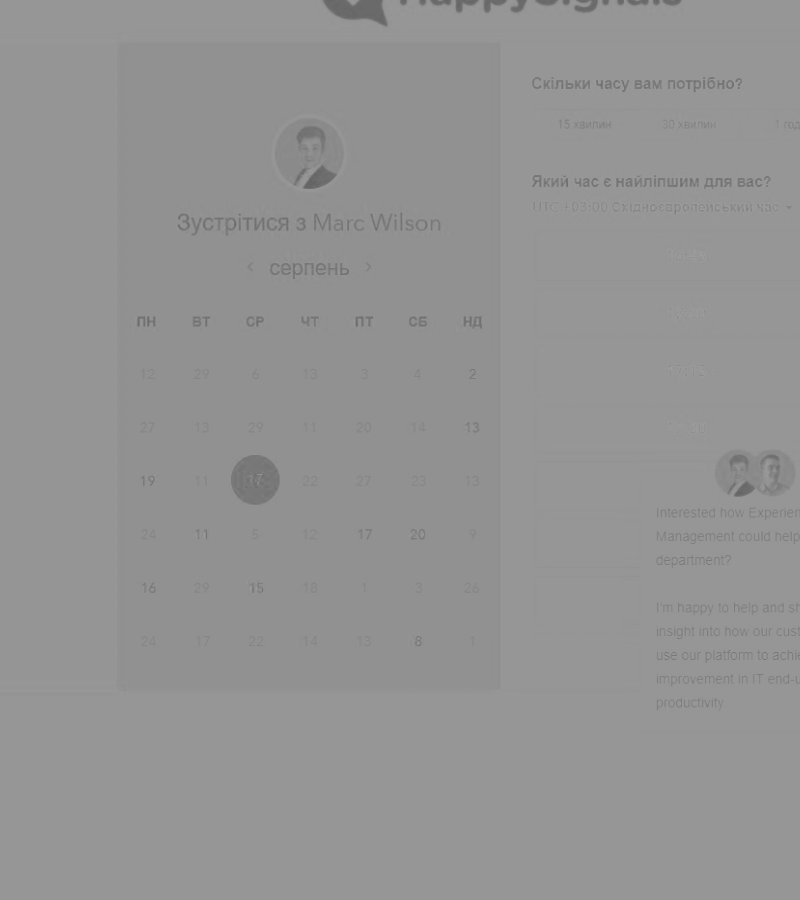 HappySignals
Зустрітися з Marc Wilson
серпень
ПН ВТ СР ЧТ ПТ СБ НД
12 29 6 13 3 4 2
27 13 29 11 20 14 13
19 11 17 22 27 23 13
24 11 5 12 17 20 9
16 29 15 18 1 3 26
24 17 22 14 13 8 1
Скільки часу вам потрібно?
15 хвилин 30 хвилин 1 год
Який час є найліпшим для вас?
UTC +03:00 Східноєвропейський час
Interested how Experien
Management could help
department?
I'm happy to help and sh
insight into how our cust
use our platform to achie
improvement in IT end-u
productivity